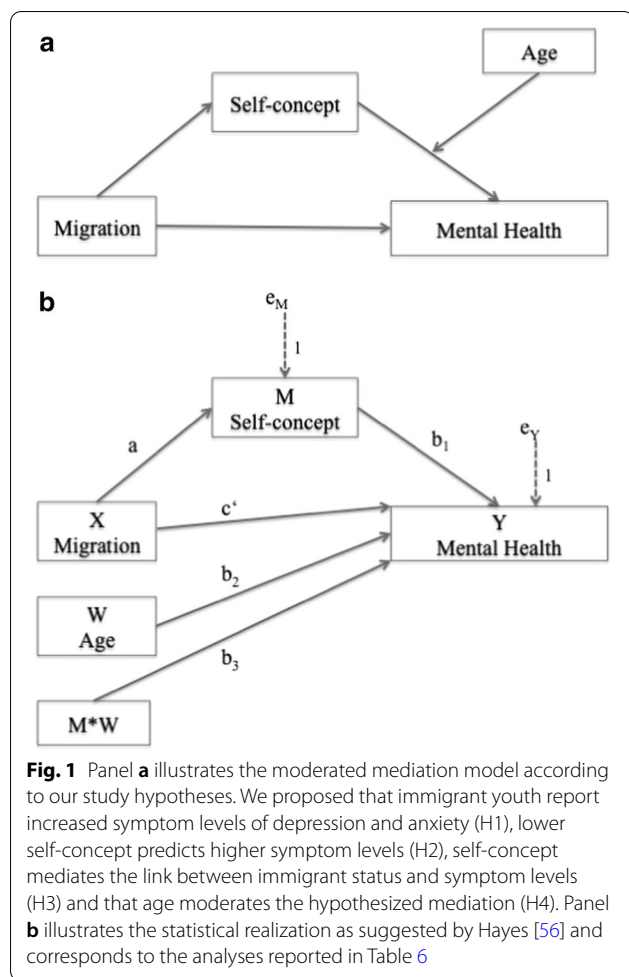 a
Age
Self-concept
Migration
Mental Health
b
eM
1
M
Self-concept
a
b1
eY
1
X
Migration
c‘
Y
Mental Health
b2
W
Age
b3
M*W
Fig. 1 Panel a illustrates the moderated mediation model according
to our study hypotheses. We proposed that immigrant youth report
increased symptom levels of depression and anxiety (H1), lower
self-concept predicts higher symptom levels (H2), self-concept
mediates the link between immigrant status and symptom levels
(H3) and that age moderates the hypothesized mediation (H4). Panel
b illustrates the statistical realization as suggested by Hayes [56] and
corresponds to the analyses reported in Table 6